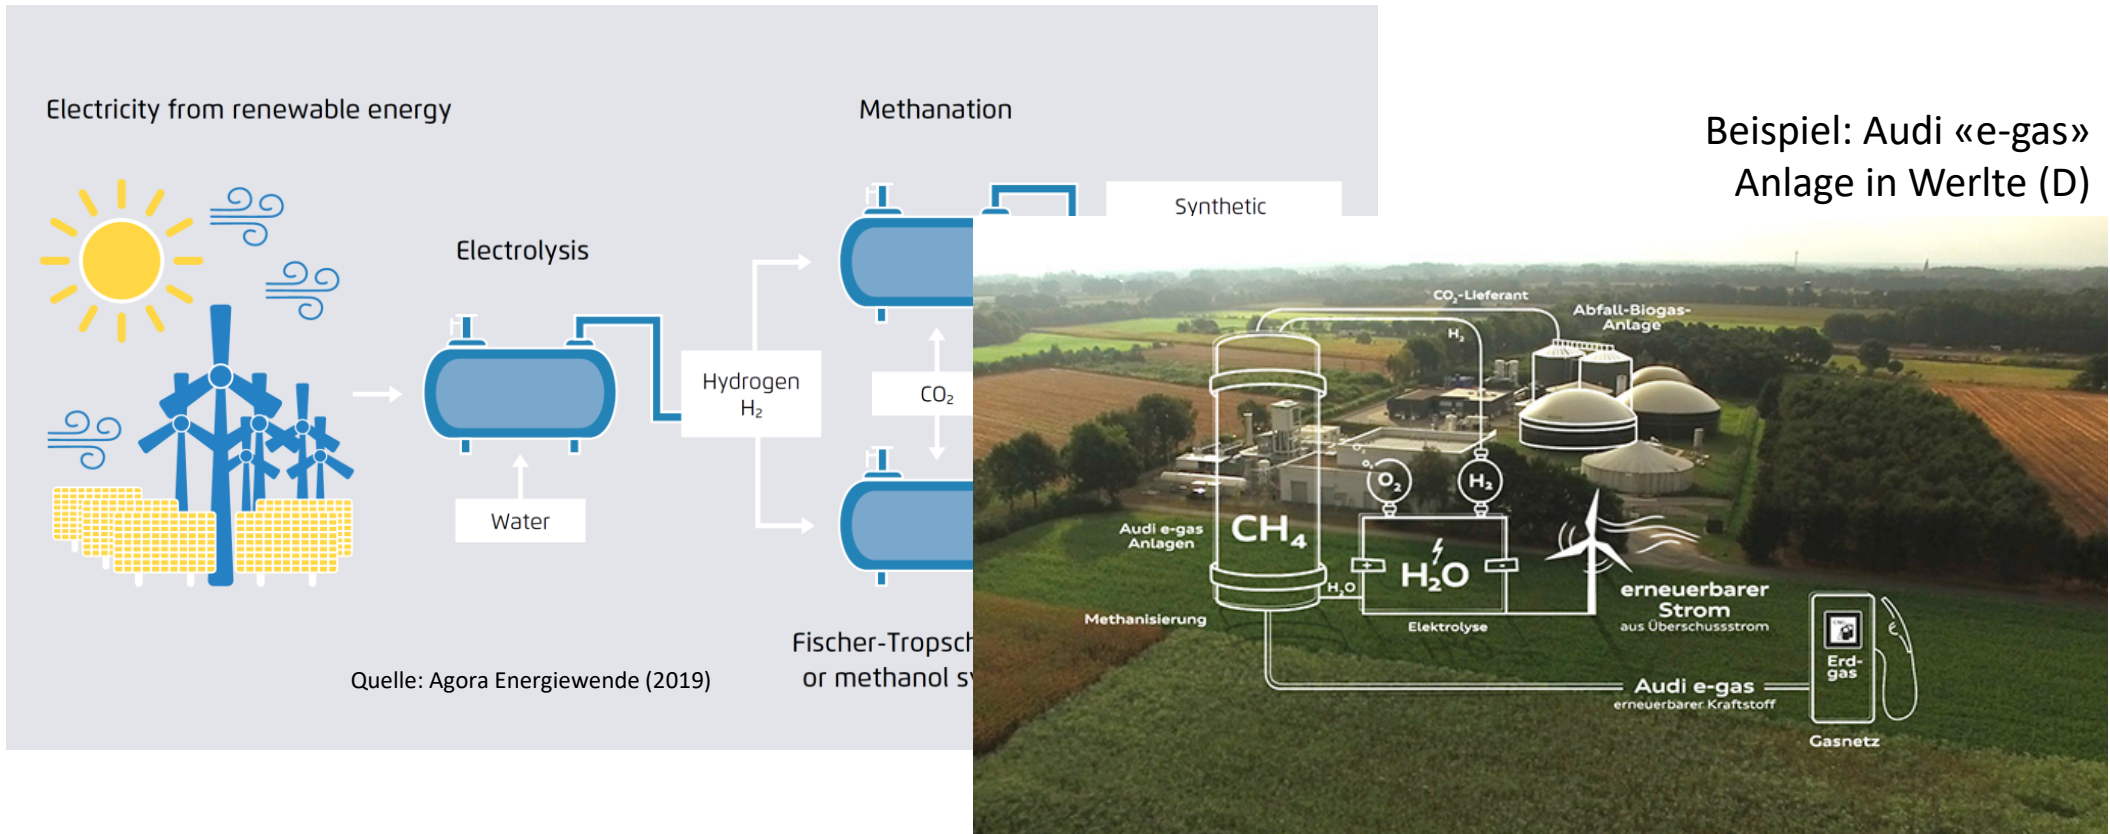 Electricity from renewable energy
Methanation
Beispiel: Audi «e-gas»
Anlage in Werlte (D)
Synthetic
Electrolysis
Hydrogen
H₂
CO₂
Water
Fischer-Tropsch
or methanol
Quelle: Agora Energiewende (2019)
CO₂-Lieferant
Abfall-Biogas-
Anlage
H₂
O₂
O₂
O₂
H₂
Audi e-gas
Anlagen
CH₄
H₂O
H₂O
Methanisierung
Elektrolyse
erneuerbarer
Strom
aus Überschussstrom
Erd-
gas
Audi e-gas
erneuerbarer Kraftstoff
Gasnetz